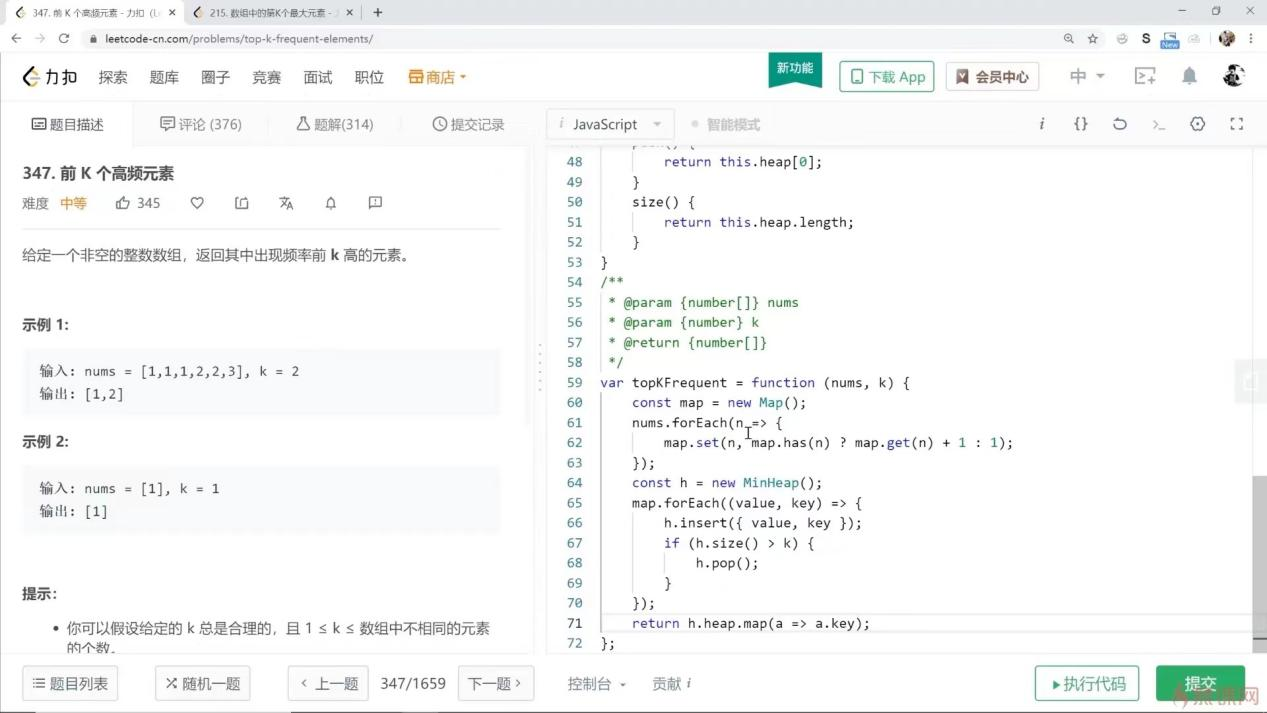 347. 前 K 个高频元素 - 力扣 (Le
215. 数组中的第K个最大元素 -
leetcode-cn.com/problems/top-k-frequent-elements/
S
New
力扣 探索 题库 圈子 竞赛 面试 职位 商店 新功能 下载 App 会员中心 中
题目描述 评论 (376) 题解(314) 提交记录
i JavaScript 智能模式 i {}
347. 前 K 个高频元素
难度 中等 345
给定一个非空的整数数组，返回其中出现频率前 k 高的元素。
示例 1:
输入: nums = [1,1,1,2,2,3], k = 2
输出: [1,2]
示例 2:
输入: nums = [1], k = 1
输出: [1]
提示：
• 你可以假设给定的 k 总是合理的，且 1 ≤ k ≤ 数组中不相同的元素
的个数。
48 return this.heap[0];
49 }
50 size() {
51 return this.heap.length;
52 }
53 }
54 /**
55 * @param {number[]} nums
56 * @param {number} k
57 * @return {number[]}
58 */
59 var topKFrequent = function (nums, k) {
60 const map = new Map();
61 nums.forEach(n => {
62 map.set(n, map.has(n) ? map.get(n) + 1 : 1);
63 });
64 const h = new MinHeap();
65 map.forEach((value, key) => {
66 h.insert({ value, key });
67 if (h.size() > k) {
68 h.pop();
69 }
70 });
71 return h.heap.map(a => a.key);
72 };
题目列表 随机一题 上一题 347/1659 下一题 控制台 贡献 i 执行代码 提交